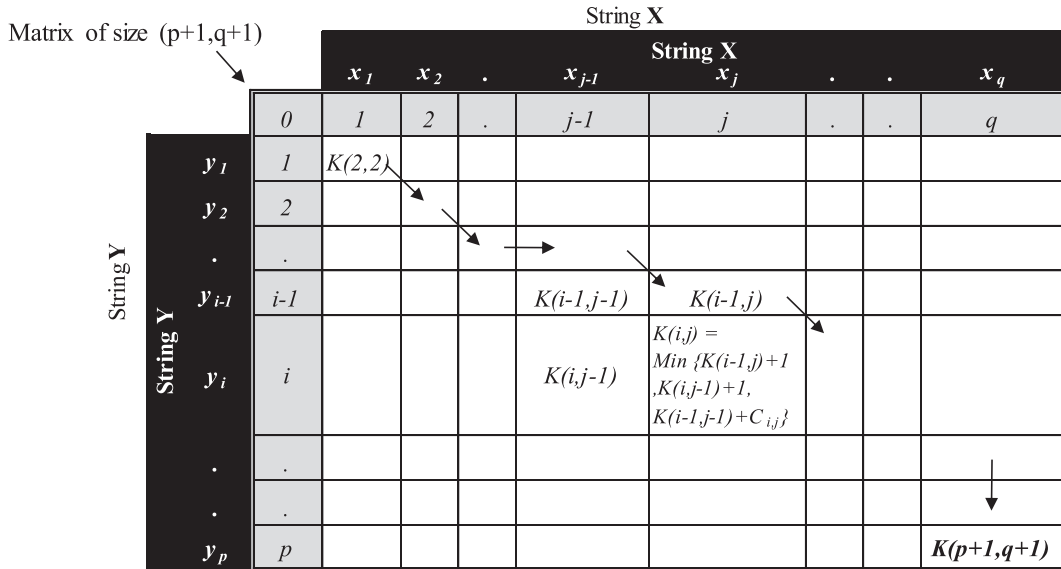 String X
Matrix of size (p+1,q+1)
String X
x1 x2 . xj-1 xj . . xq
0 1 2 . j-1 j . . q
y1 1 K(2,2)
y2 2
. .
yi-1 i-1 K(i-1,j-1) K(i-1,j)
yi i K(i,j-1) K(i,j) =
Min {K(i-1,j)+1
,K(i,j-1)+1,
K(i-1,j-1)+C i,j}
. .
. .
yp p K(p+1,q+1)
String Y
String Y